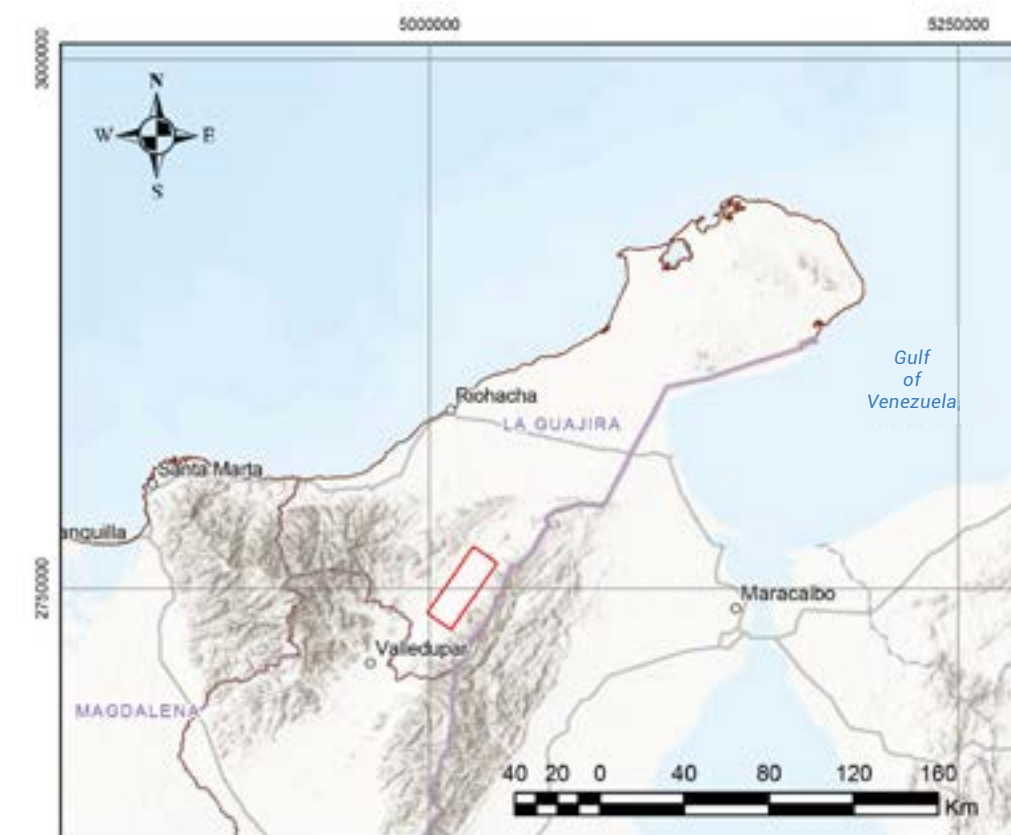 5000000
5250000
3000000
N
W E
S
Gulf
of
Venezuela
Riohacha
LA GUAJIRA
Santa Marta
anquilla
2750000
Maracaibo
Valledupar
MAGDALENA
40 20 0 40 80 120 160
Km